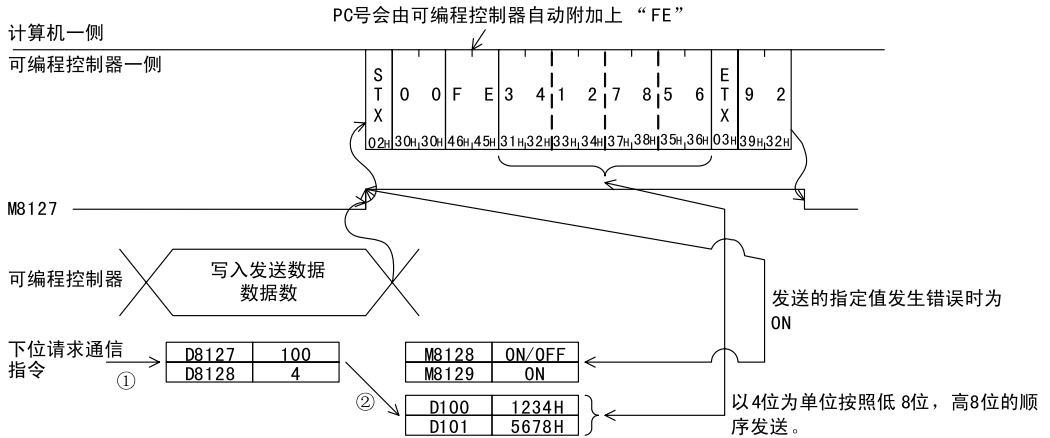 PC号会由可编程控制器自动附加上 “FE”
计算机一侧
可编程控制器一侧
STX 0 0 F E 3 4 1 2 7 8 5 6 ETX 9 2
02H 30H 30H 46H 45H 31H 32H 33H 34H 37H 38H 35H 36H 03H 39H 32H
M8127
可编程控制器
写入发送数据
数据数
发送的指定值发生错误时为
ON
下位请求通信
指令
①
D8127 100
D8128 4
②
M8128 ON/OFF
M8129 ON
D100 1234H
D101 5678H
以4位为单位按照低8位，高8位的顺
序发送。